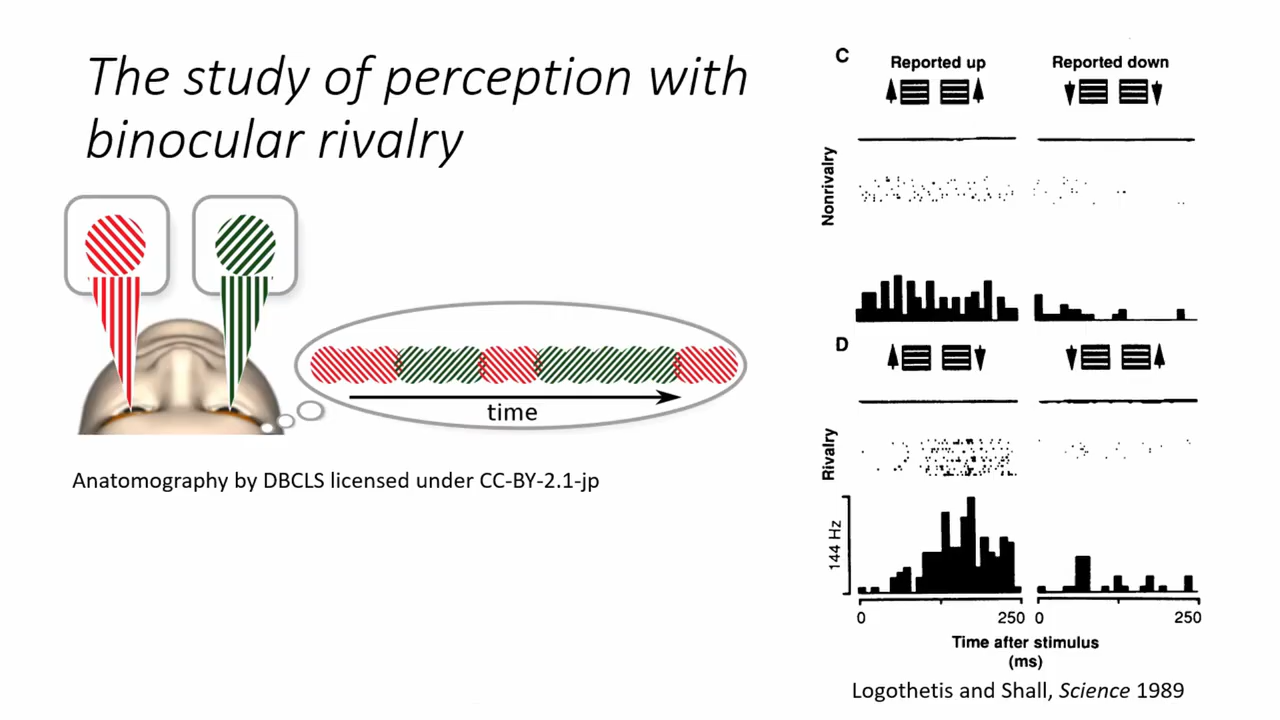 The study of perception with
binocular rivalry
time
Anatomography by DBCLS licensed under CC-BY-2.1-jp
C
Reported up
Reported down
Nonrivalry
D
Rivalry
144 Hz
0
250
0
250
Time after stimulus
(ms)
Logothetis and Shall, Science 1989